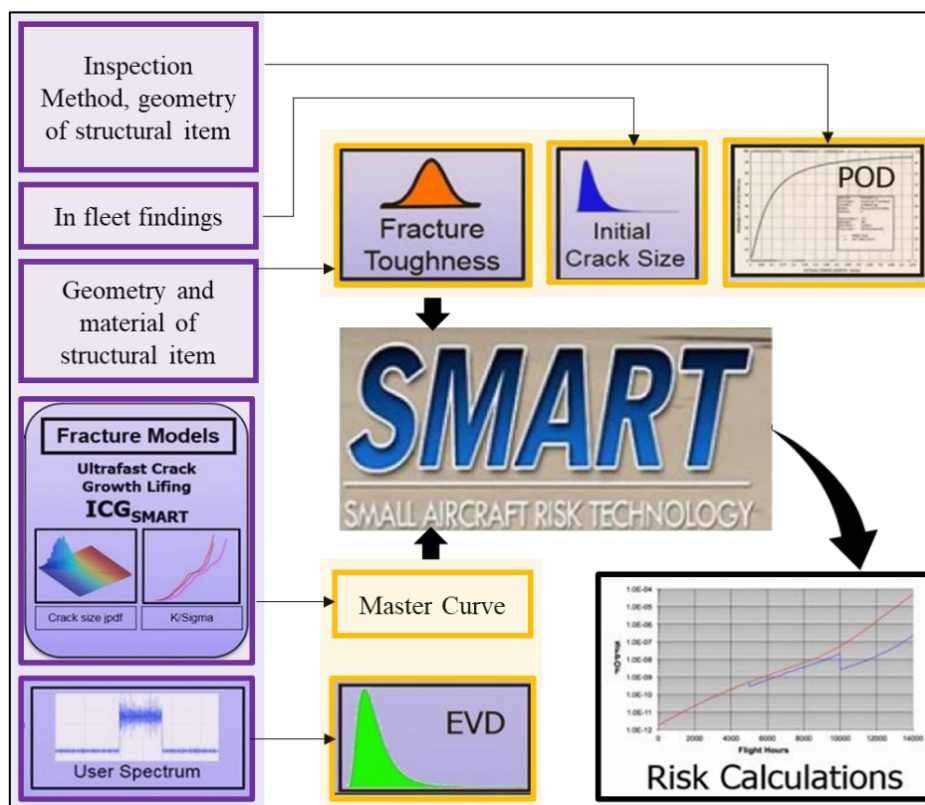 Inspection
Method, geometry
of structural item
In fleet findings
Geometry and
material of
structural item
Fracture Models
Ultrafast Crack
Growth Lifing
ICG SMART
Crack size jpdf
K/Sigma
User Spectrum
Fracture
Toughness
Initial
Crack Size
POD
SMART
SMALL AIRCRAFT RISK TECHNOLOGY
Master Curve
EVD
1.0E-04
1.0E-05
1.0E-06
1.0E-07
1.0E-08
1.0E-09
1.0E-10
1.0E-11
1.0E-12
0 2000 4000 6000 8000 10000 12000 14000
Flight Hours
Risk Calculations